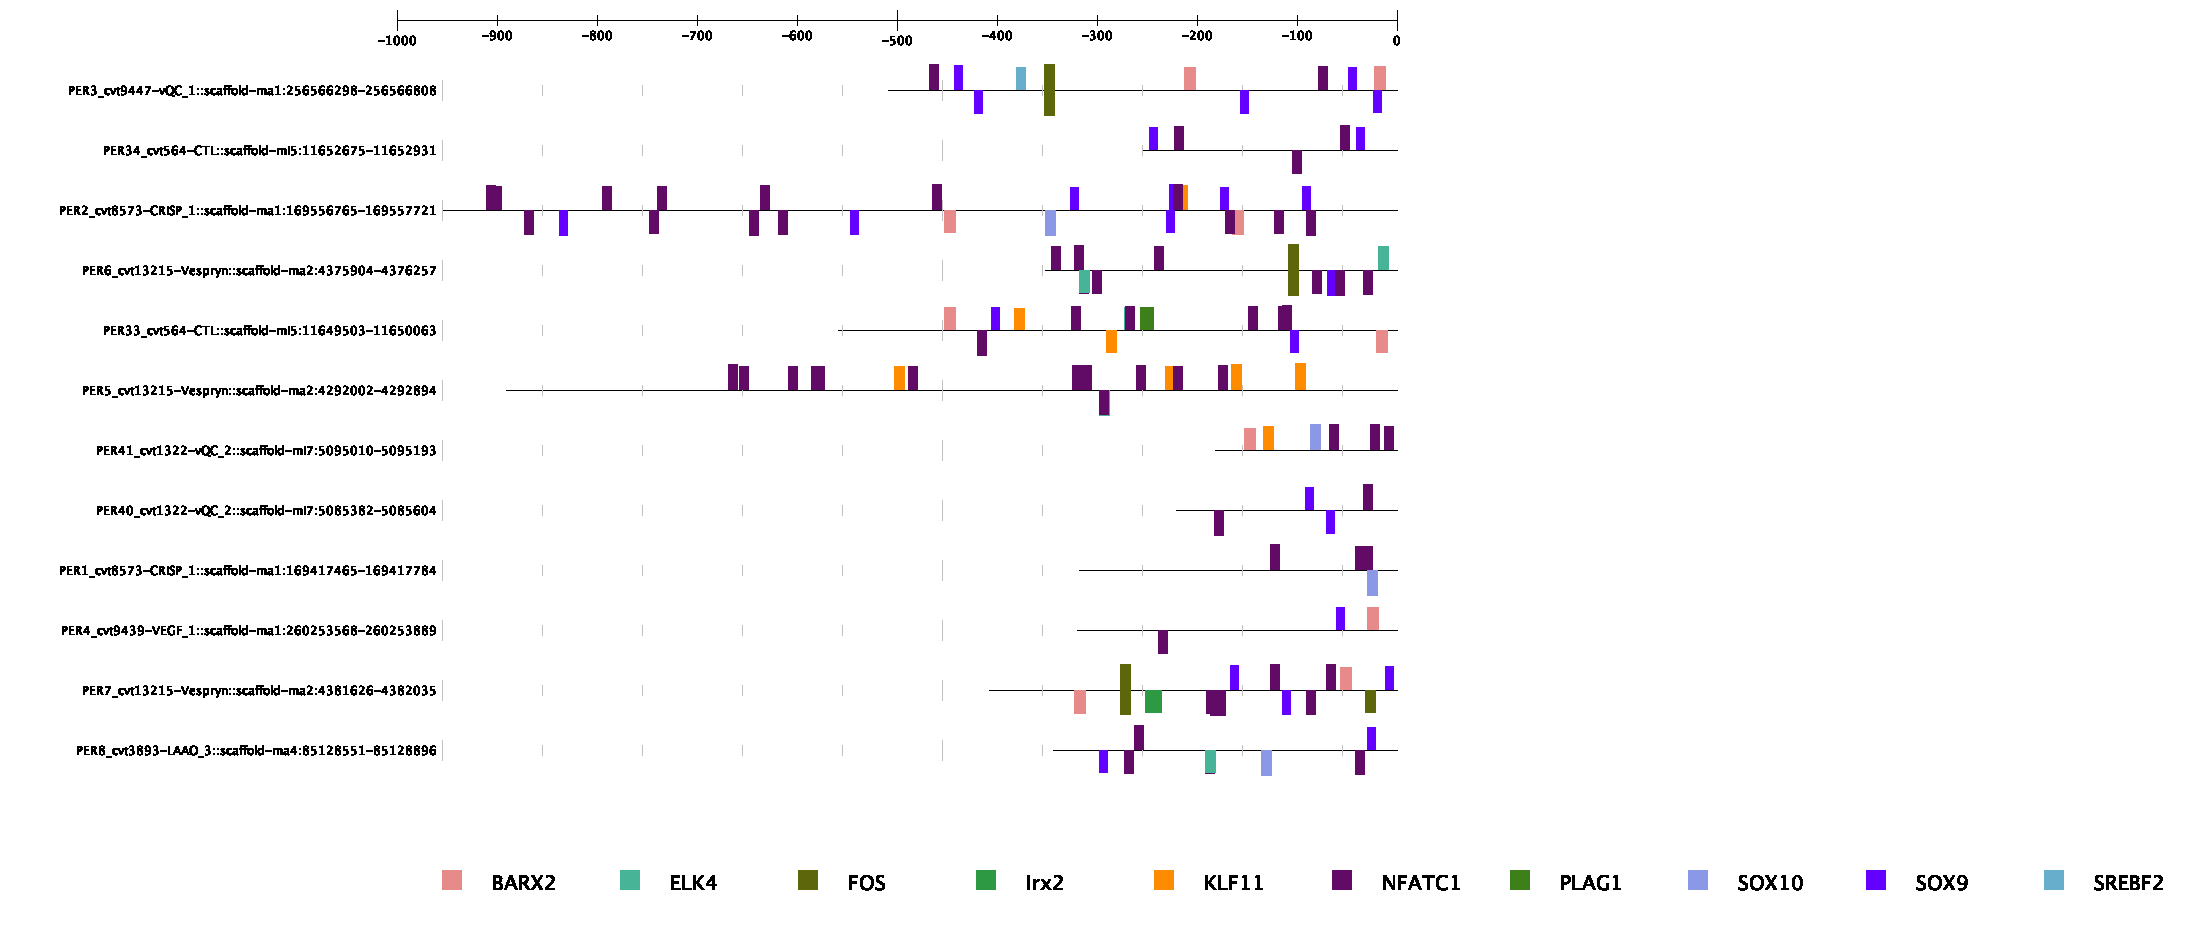 -1000 -900 -800 -700 -600 -500 -400 -300 -200 -100 0
PER3_cvt9447-vQC_1::scaffold-ma1:256566298-256566808
PER34_cvt564-CTL::scaffold-mi5:11652675-11652931
PER2_cvt8573-CRISP_1::scaffold-ma1:169556765-169557721
PER6_cvt13215-Vespryn::scaffold-ma2:4375904-4376257
PER33_cvt564-CTL::scaffold-mi5:11649503-11650063
PER5_cvt13215-Vespryn::scaffold-ma2:4292002-4292894
PER41_cvt1322-vQC_2::scaffold-mi7:5095010-5095193
PER40_cvt1322-vQC_2::scaffold-mi7:5085382-5085604
PER1_cvt8573-CRISP_1::scaffold-ma1:169417465-169417784
PER4_cvt9439-VEGF_1::scaffold-ma1:260253568-260253889
PER7_cvt13215-Vespryn::scaffold-ma2:4381626-4382035
PER8_cvt3893-LAAO_3::scaffold-ma4:85128551-85128896
BARX2 ELK4 FOS Irx2 KLF11 NFATC1 PLAG1 SOX10 SOX9 SREBF2